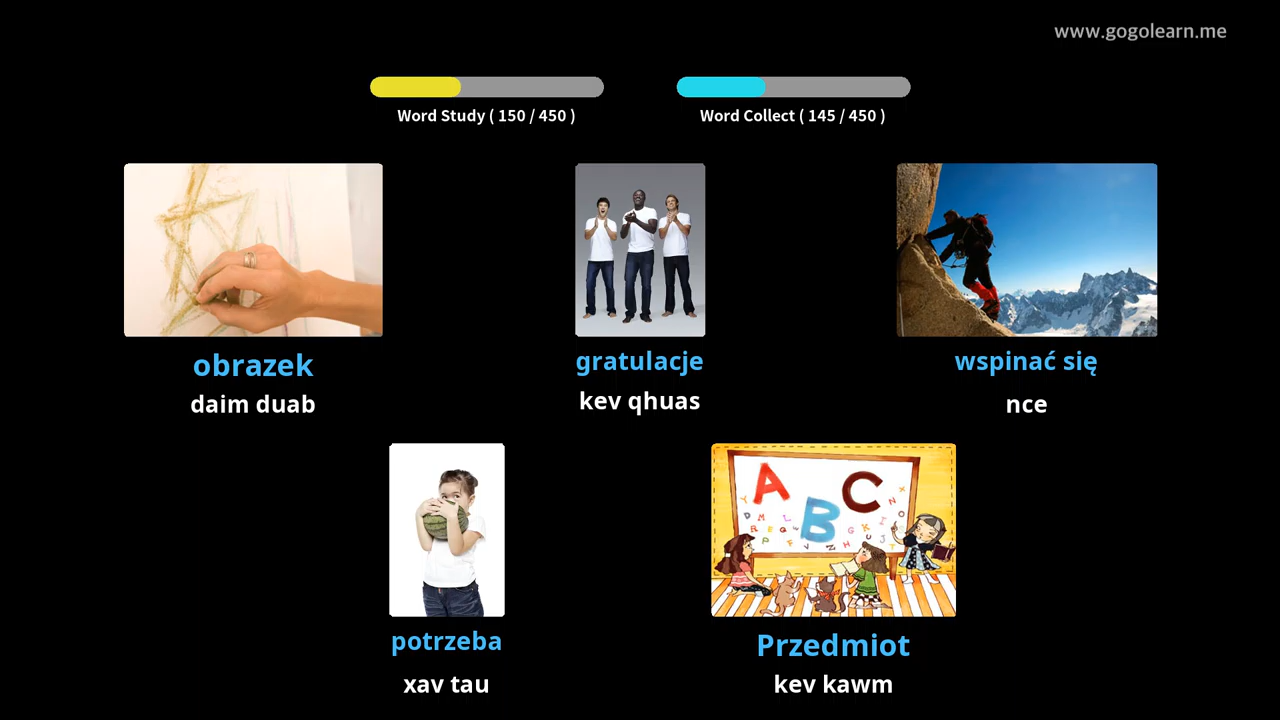 www.gogolearn.me
Word Study ( 150 / 450 )
Word Collect ( 145 / 450 )
obrazek
daim duab
gratulacje
kev qhuas
wspinać się
nce
A B C
potrzeba
xav tau
Przedmiot
kev kawm